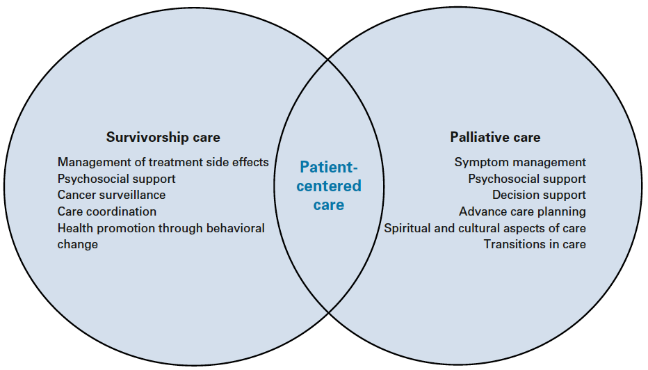 Survivorship care
Management of treatment side effects
Psychosocial support
Cancer surveillance
Care coordination
Health promotion through behavioral
change
Patient-
centered
care
Palliative care
Symptom management
Psychosocial support
Decision support
Advance care planning
Spiritual and cultural aspects of care
Transitions in care